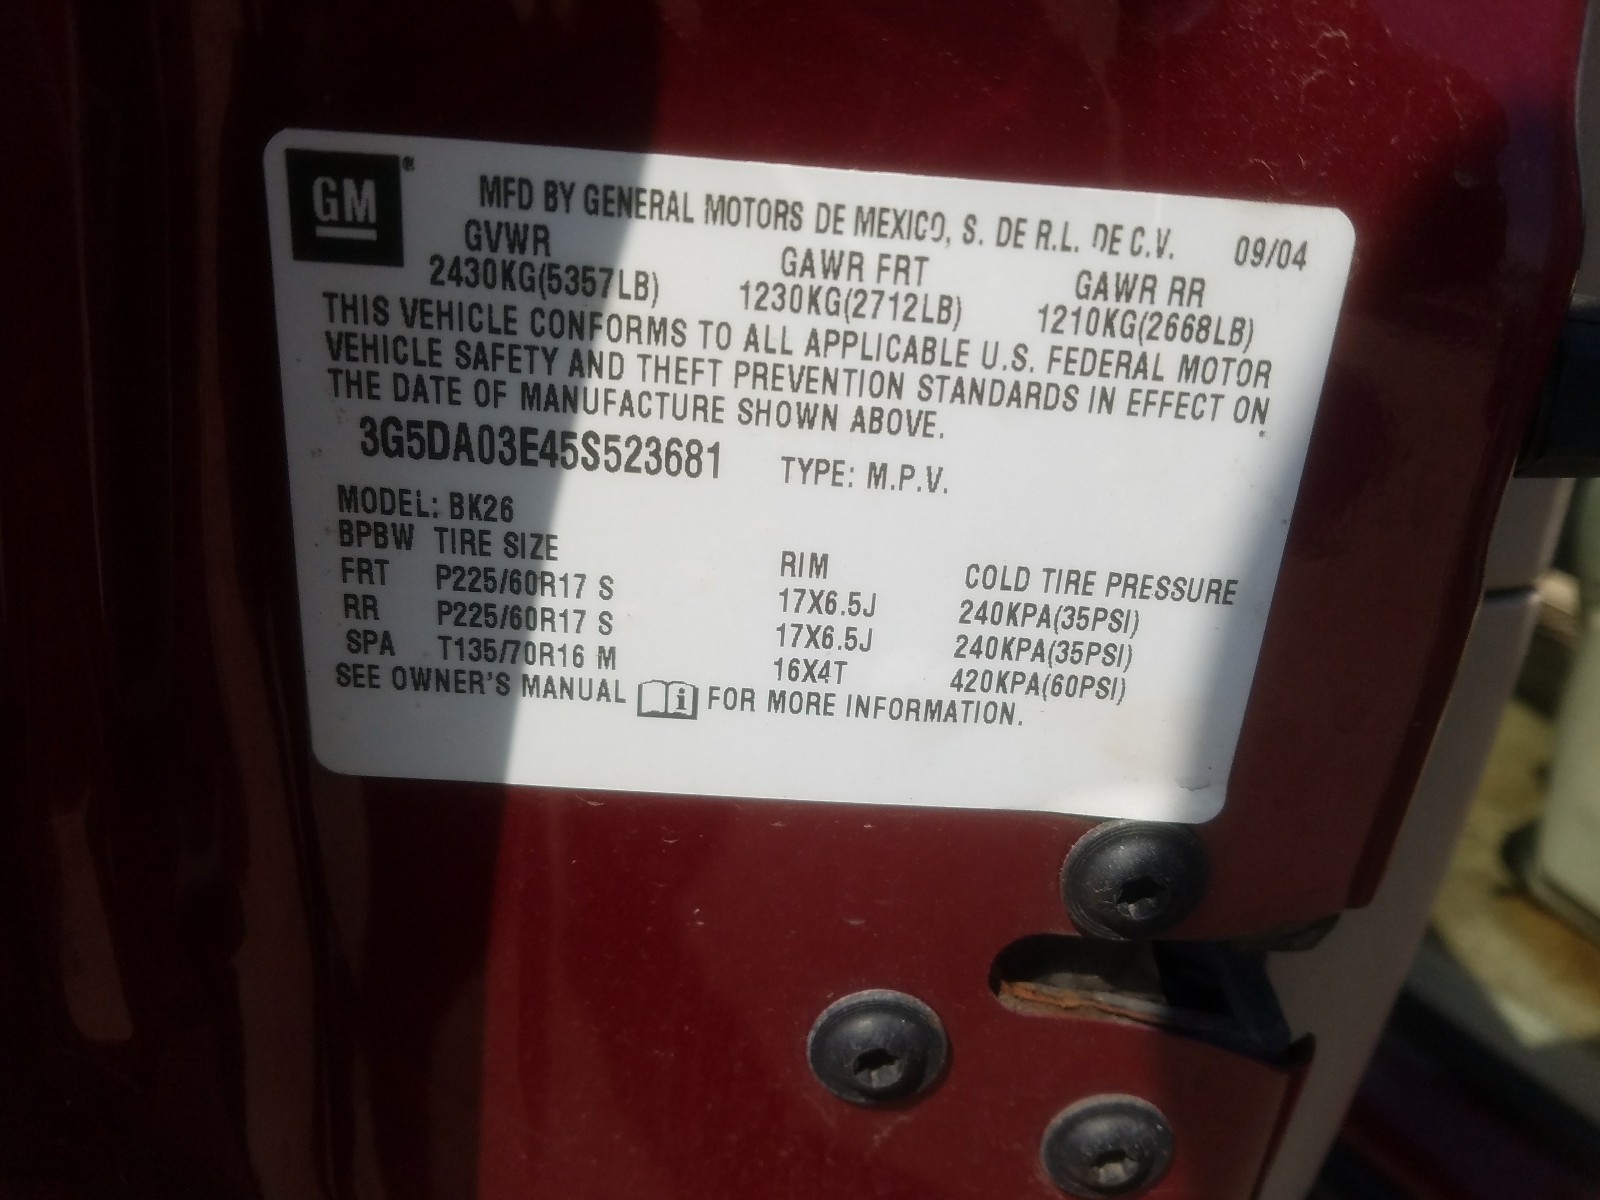 GM®
MFD BY GENERAL MOTORS DE MEXICO, S. DE R.L. DE C.V. 09/04
GVWR GAWR FRT GAWR RR
2430KG(5357LB) 1230KG(2712LB) 1210KG(2668LB)
THIS VEHICLE CONFORMS TO ALL APPLICABLE U.S. FEDERAL MOTOR
VEHICLE SAFETY AND THEFT PREVENTION STANDARDS IN EFFECT ON
THE DATE OF MANUFACTURE SHOWN ABOVE.
3G5DA03E45S523681 TYPE: M.P.V.
MODEL: BK26
BPBW TIRE SIZE RIM COLD TIRE PRESSURE
FRT P225/60R17 S 17X6.5J 240KPA(35PSI)
RR P225/60R17 S 17X6.5J 240KPA(35PSI)
SPA T135/70R16 M 16X4T 420KPA(60PSI)
SEE OWNER'S MANUAL i FOR MORE INFORMATION.